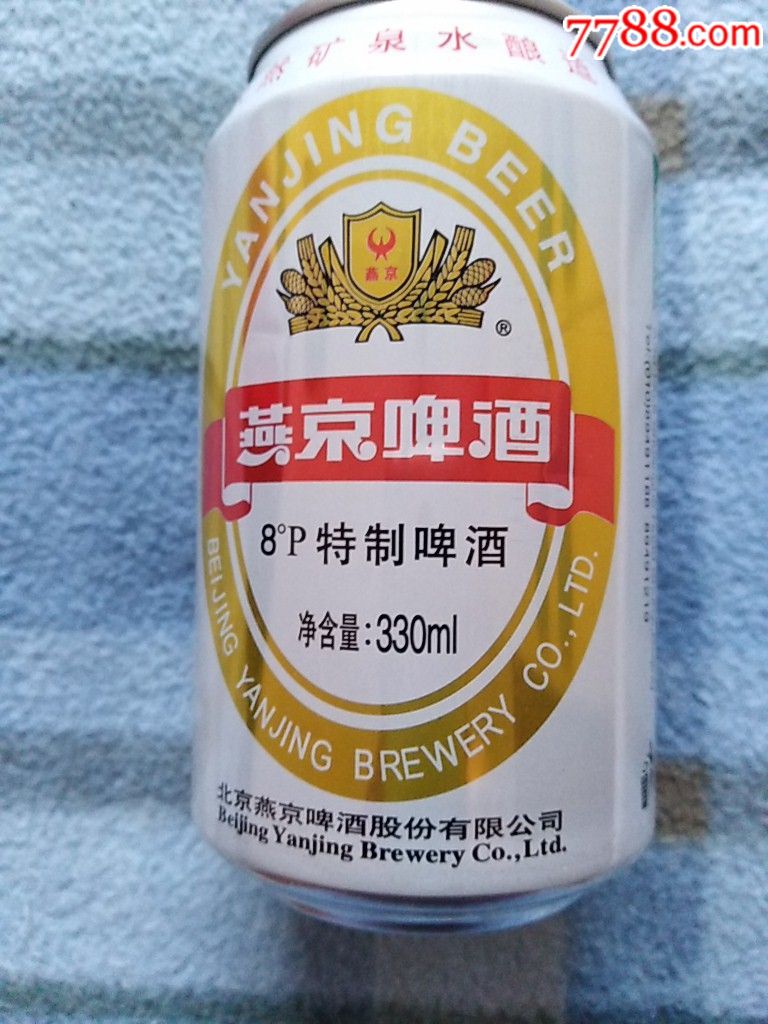 7788.com
矿泉水酿造
YANJING BEER
燕京
®
燕京啤酒
8°P 特制啤酒
净含量:330ml
BEIJING YANJING BREWERY CO.,LTD.
北京燕京啤酒股份有限公司
Beijing Yanjing Brewery Co.,Ltd.